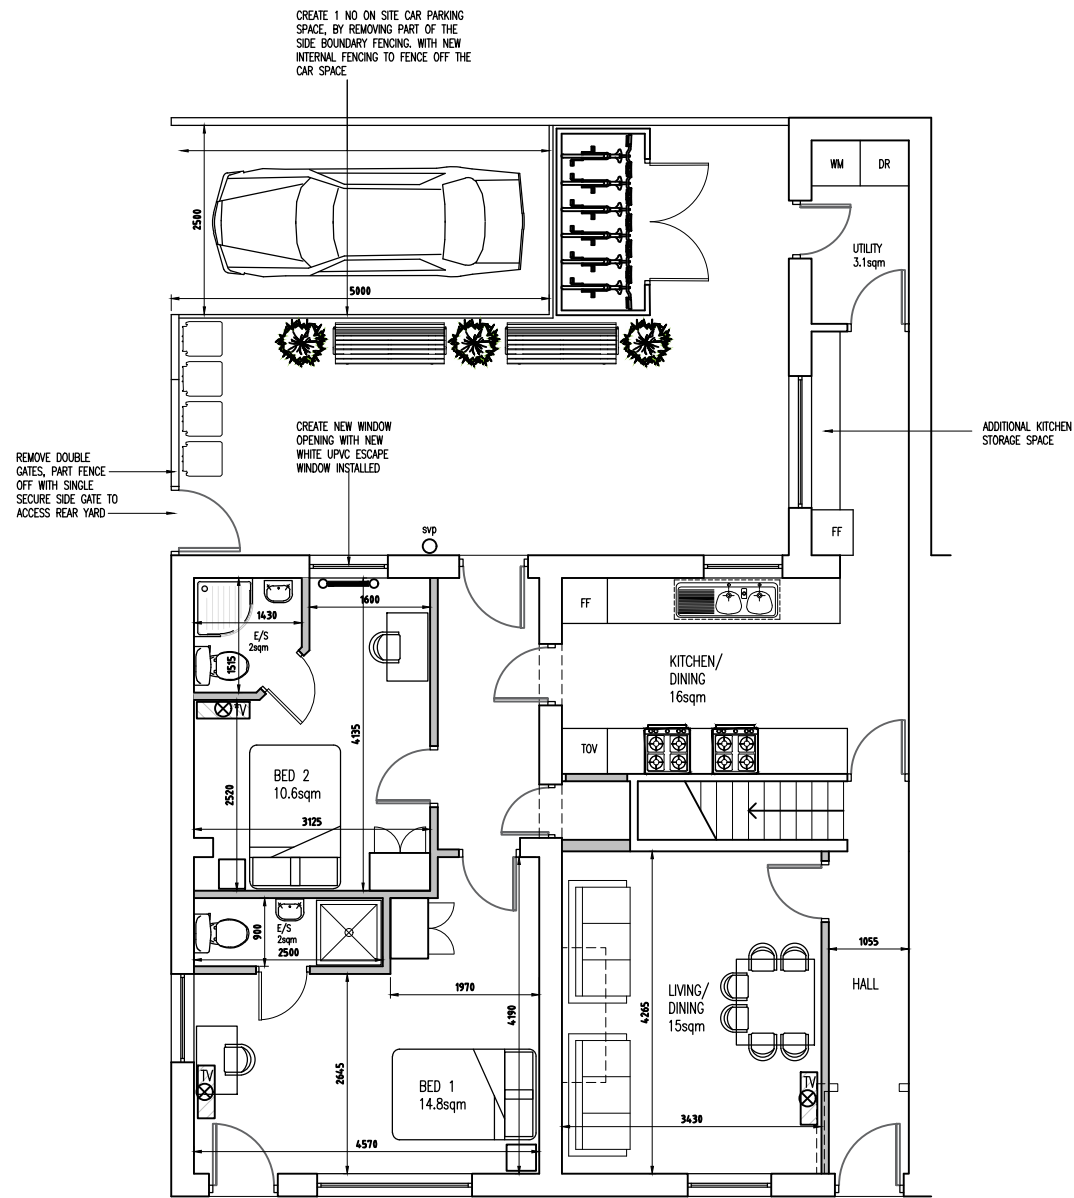 CREATE 1 NO ON SITE CAR PARKING
SPACE, BY REMOVING PART OF THE
SIDE BOUNDARY FENCING. WITH NEW
INTERNAL FENCING TO FENCE OFF THE
CAR SPACE
WM
DR
2500
UTILITY
3.1sqm
5000
CREATE NEW WINDOW
OPENING WITH NEW
WHITE UPVC ESCAPE
WINDOW INSTALLED
ADDITIONAL KITCHEN
STORAGE SPACE
REMOVE DOUBLE
GATES, PART FENCE
OFF WITH SINGLE
SECURE SIDE GATE TO
ACCESS REAR YARD
svp
FF
1600
FF
1430
E/S
2sqm
1515
KITCHEN/
DINING
16sqm
TV
4135
TOV
BED 2
10.6sqm
2520
3125
900
E/S
2sqm
2500
1055
1970
HALL
LIVING/
DINING
15sqm
4190
4265
2645
TV
TV
BED 1
14.8sqm
3430
4570